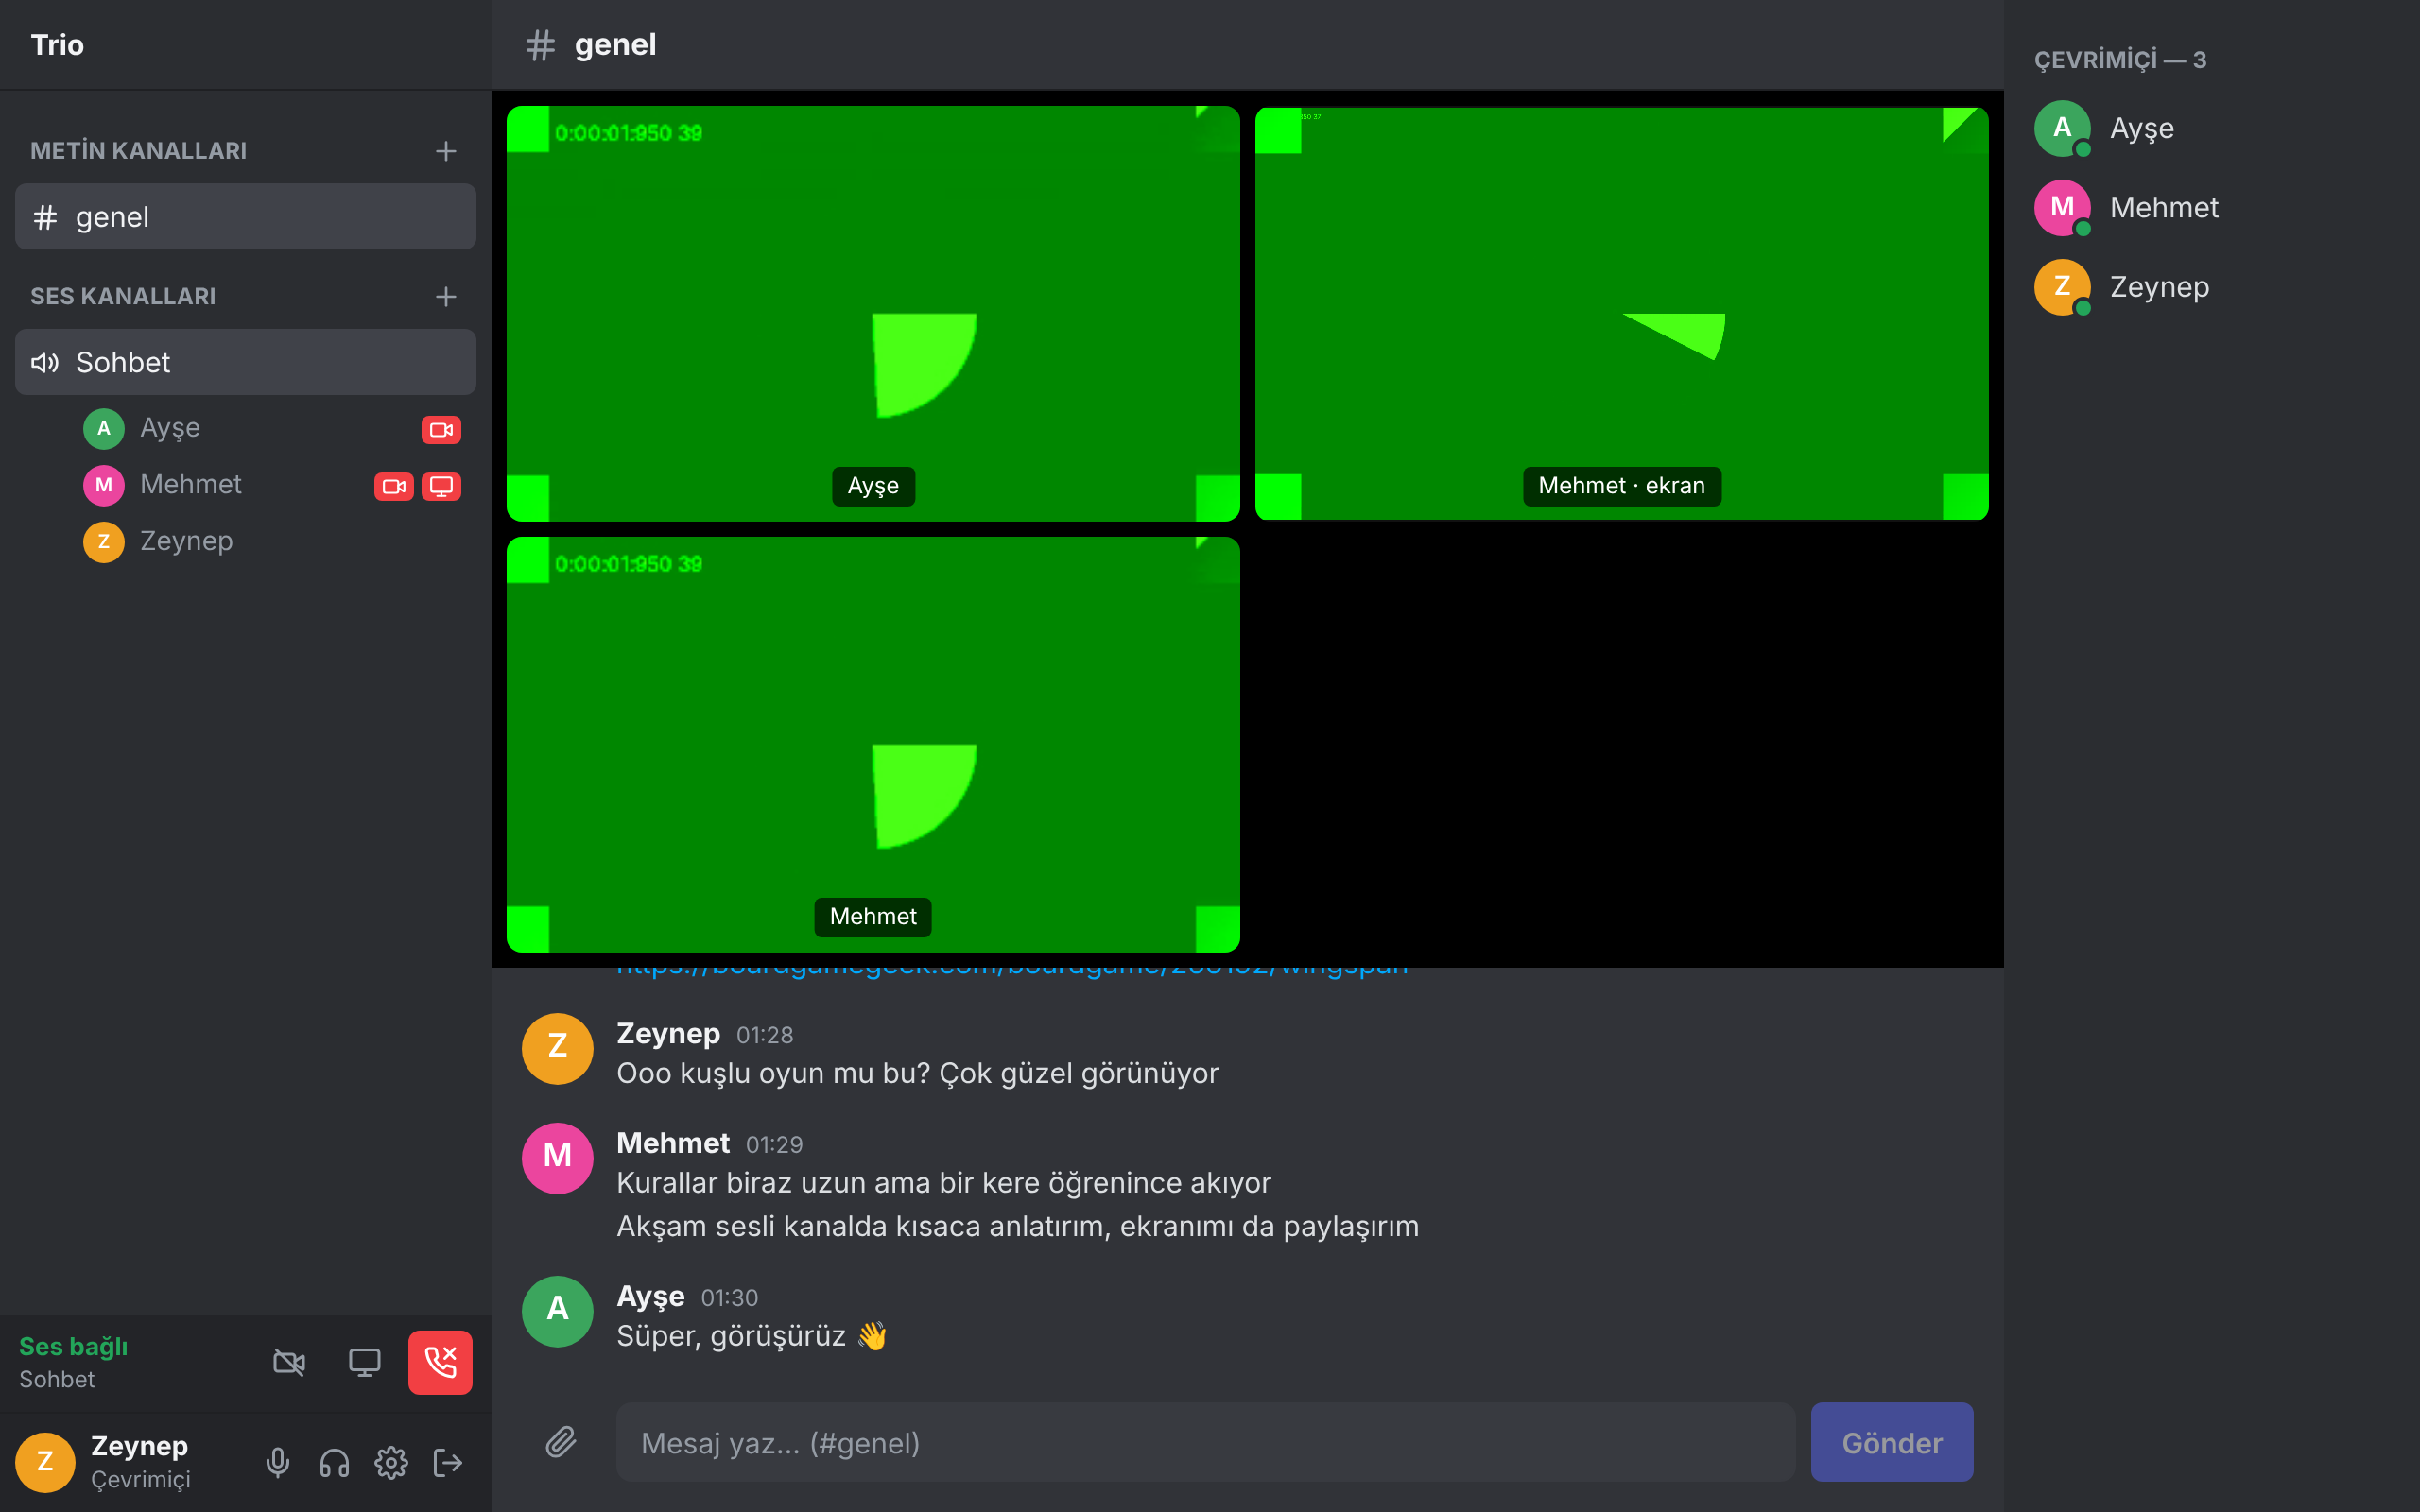 Trio
METİN KANALLARI
genel
SES KANALLARI
Sohbet
A Ayşe
M Mehmet
Z Zeynep
Ses bağlı
Sohbet
Z Zeynep
Çevrimiçi
# genel
0:00:01:950 39
Ayşe
Mehmet · ekran
0:00:01:950 39
Mehmet
Z Zeynep 01:28
Ooo kuşlu oyun mu bu? Çok güzel görünüyor
M Mehmet 01:29
Kurallar biraz uzun ama bir kere öğrenince akıyor
Akşam sesli kanalda kısaca anlatırım, ekranımı da paylaşırım
A Ayşe 01:30
Süper, görüşürüz 👋
Mesaj yaz... (#genel)
Gönder
ÇEVRİMİÇİ — 3
A Ayşe
M Mehmet
Z Zeynep